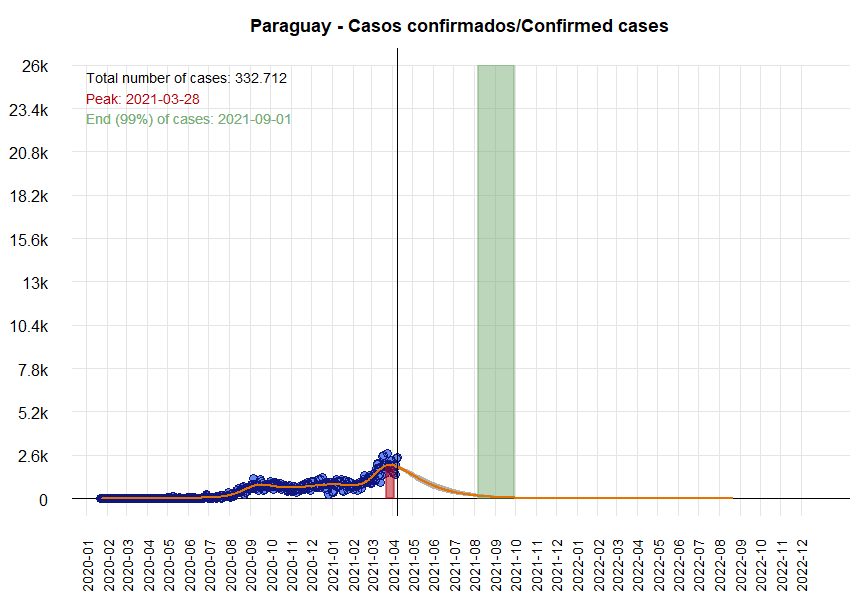 Paraguay - Casos confirmados/Confirmed cases
Total number of cases: 332.712
Peak: 2021-03-28
End (99%) of cases: 2021-09-01
26k
23.4k
20.8k
18.2k
15.6k
13k
10.4k
7.8k
5.2k
2.6k
0
2020-01
2020-02
2020-03
2020-04
2020-05
2020-06
2020-07
2020-08
2020-09
2020-10
2020-11
2020-12
2021-01
2021-02
2021-03
2021-04
2021-05
2021-06
2021-07
2021-08
2021-09
2021-10
2021-11
2021-12
2022-01
2022-02
2022-03
2022-04
2022-05
2022-06
2022-07
2022-08
2022-09
2022-10
2022-11
2022-12